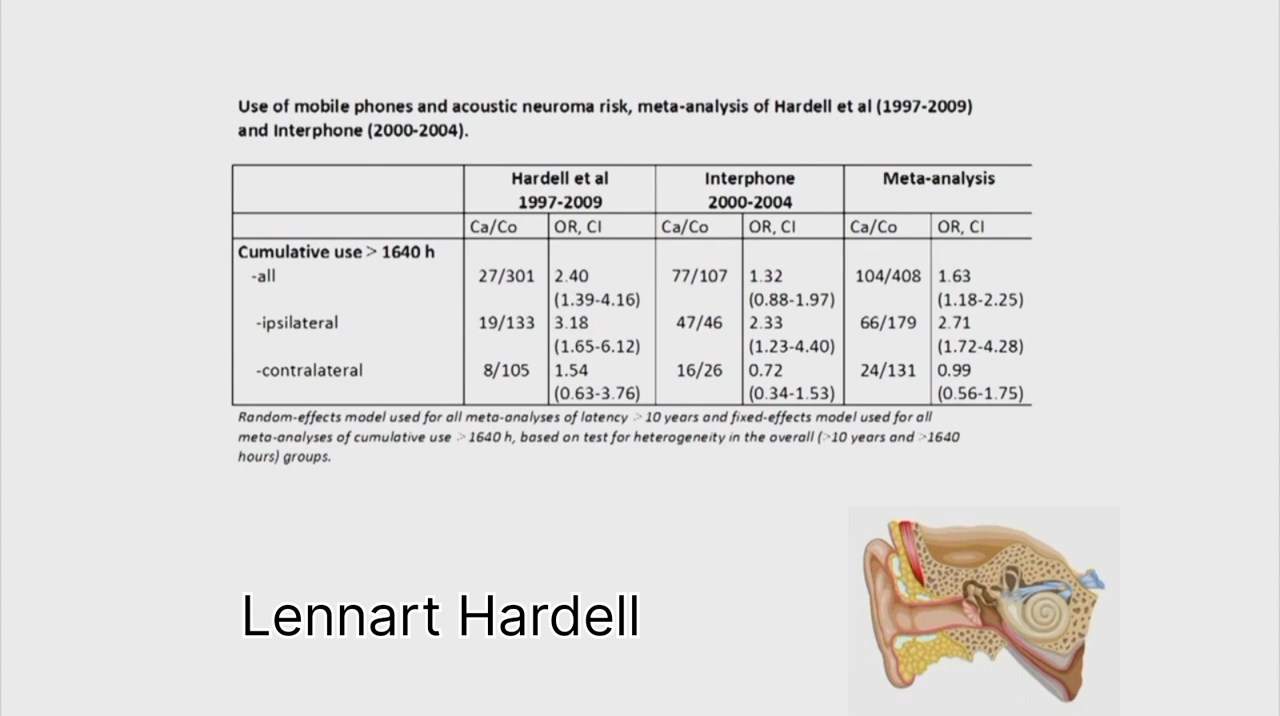 Use of mobile phones and acoustic neuroma risk, meta-analysis of Hardell et al (1997-2009)
and Interphone (2000-2004).
Hardell et al Interphone Meta-analysis
1997-2009 2000-2004
Ca/Co OR, CI Ca/Co OR, CI Ca/Co OR, CI
Cumulative use > 1640 h
-all 27/301 2.40 77/107 1.32 104/408 1.63
(1.39-4.16) (0.88-1.97) (1.18-2.25)
-ipsilateral 19/133 3.18 47/46 2.33 66/179 2.71
(1.65-6.12) (1.23-4.40) (1.72-4.28)
-contralateral 8/105 1.54 16/26 0.72 24/131 0.99
(0.63-3.76) (0.34-1.53) (0.56-1.75)
Random-effects model used for all meta-analyses of latency > 10 years and fixed-effects model used for all
meta-analyses of cumulative use > 1640 h, based on test for heterogeneity in the overall (>10 years and >1640
hours) groups.
Lennart Hardell